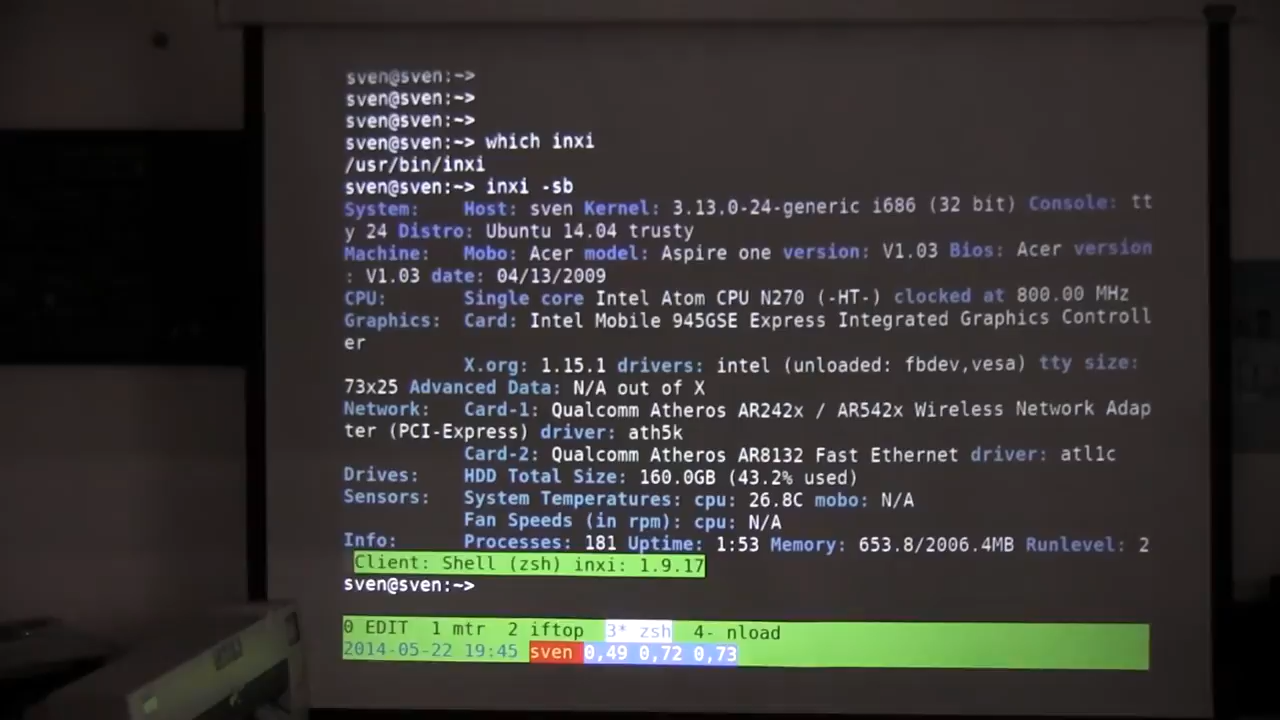 sven@sven:~>
sven@sven:~>
sven@sven:~>
sven@sven:~> which inxi
/usr/bin/inxi
sven@sven:~> inxi -sb
System: Host: sven Kernel: 3.13.0-24-generic i686 (32 bit) Console: tt
y 24 Distro: Ubuntu 14.04 trusty
Machine: Mobo: Acer model: Aspire one version: V1.03 Bios: Acer version
: V1.03 date: 04/13/2009
CPU: Single core Intel Atom CPU N270 (-HT-) clocked at 800.00 MHz
Graphics: Card: Intel Mobile 945GSE Express Integrated Graphics Controll
er
X.org: 1.15.1 drivers: intel (unloaded: fbdev,vesa) tty size:
73x25 Advanced Data: N/A out of X
Network: Card-1: Qualcomm Atheros AR242x / AR542x Wireless Network Adap
ter (PCI-Express) driver: ath5k
Card-2: Qualcomm Atheros AR8132 Fast Ethernet driver: atl1c
Drives: HDD Total Size: 160.0GB (43.2% used)
Sensors: System Temperatures: cpu: 26.8C mobo: N/A
Fan Speeds (in rpm): cpu: N/A
Info: Processes: 181 Uptime: 1:53 Memory: 653.8/2006.4MB Runlevel: 2
Client: Shell (zsh) inxi: 1.9.17
sven@sven:~>
0 EDIT 1 mtr 2 iftop 3* zsh 4- nload
2014-05-22 19:45 sven 0,49 0,72 0,73